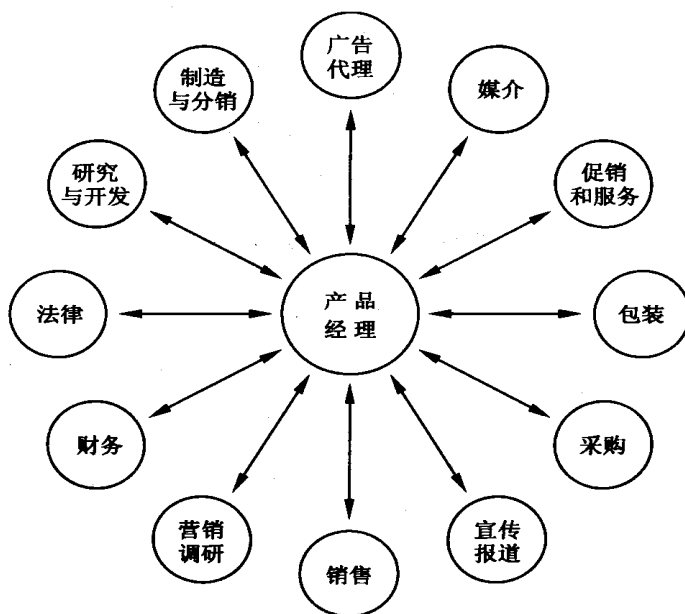 广告
代理
媒介
促销
和服务
包装
采购
宣传
报道
销售
营销
调研
财务
法律
研究
与开发
制造
与分销
产品
经理